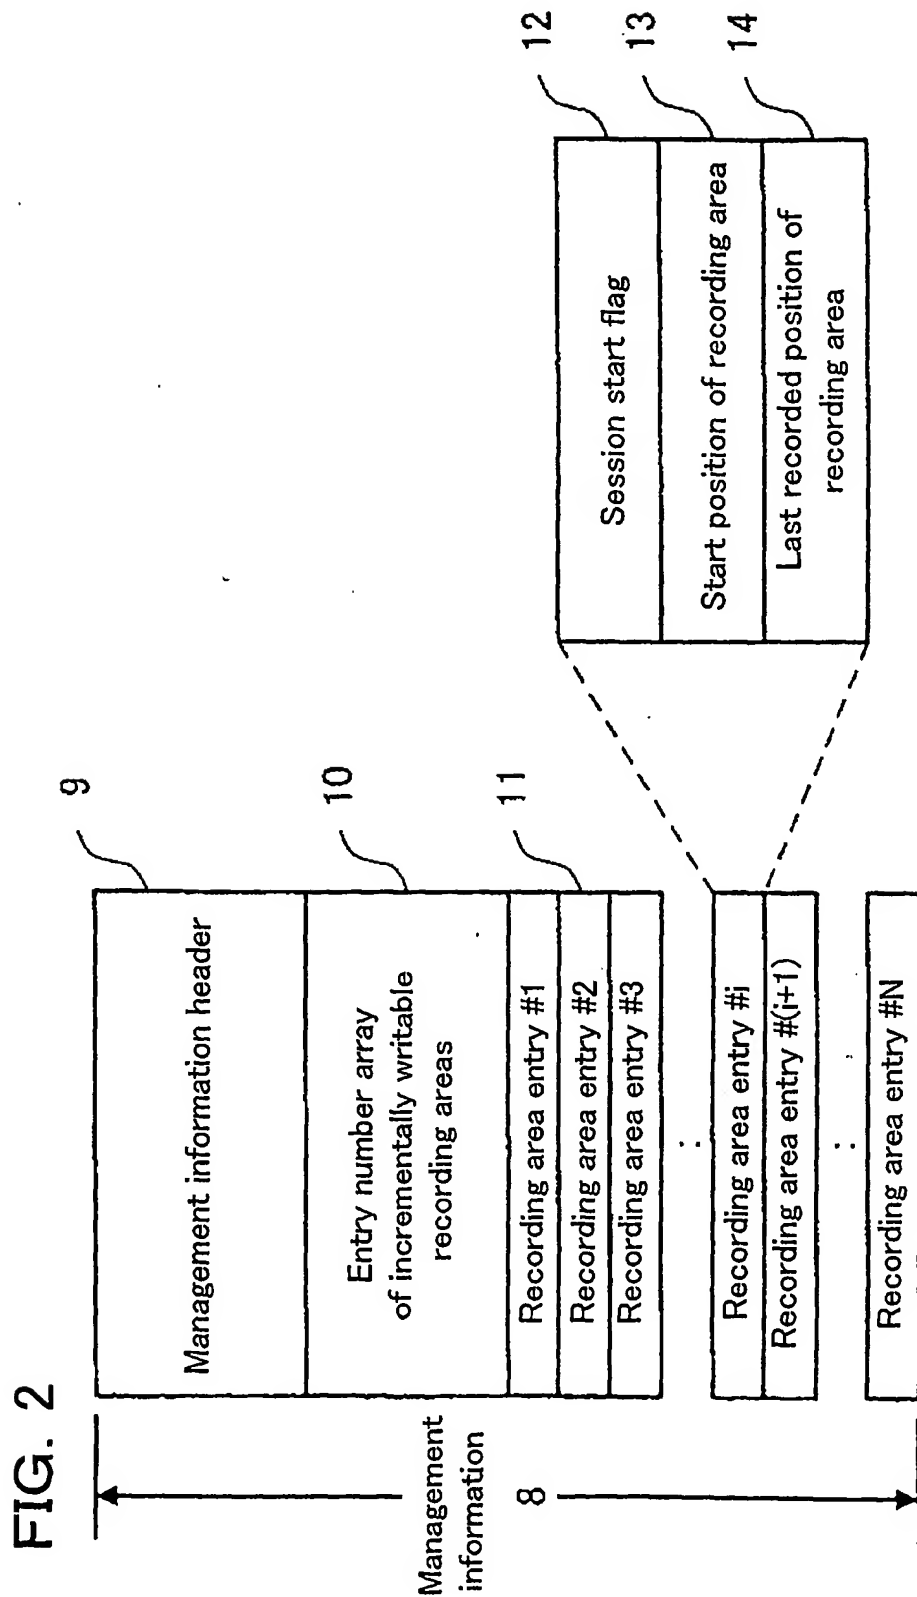 FIG. 2
Management
information
8
9
Management information header
10
Entry number array
of incrementally writable
recording areas
11
Recording area entry #1
Recording area entry #2
Recording area entry #3
:
Recording area entry #i
Recording area entry #(i+1)
:
Recording area entry #N
12
Session start flag
13
Start position of recording area
14
Last recorded position of
recording area